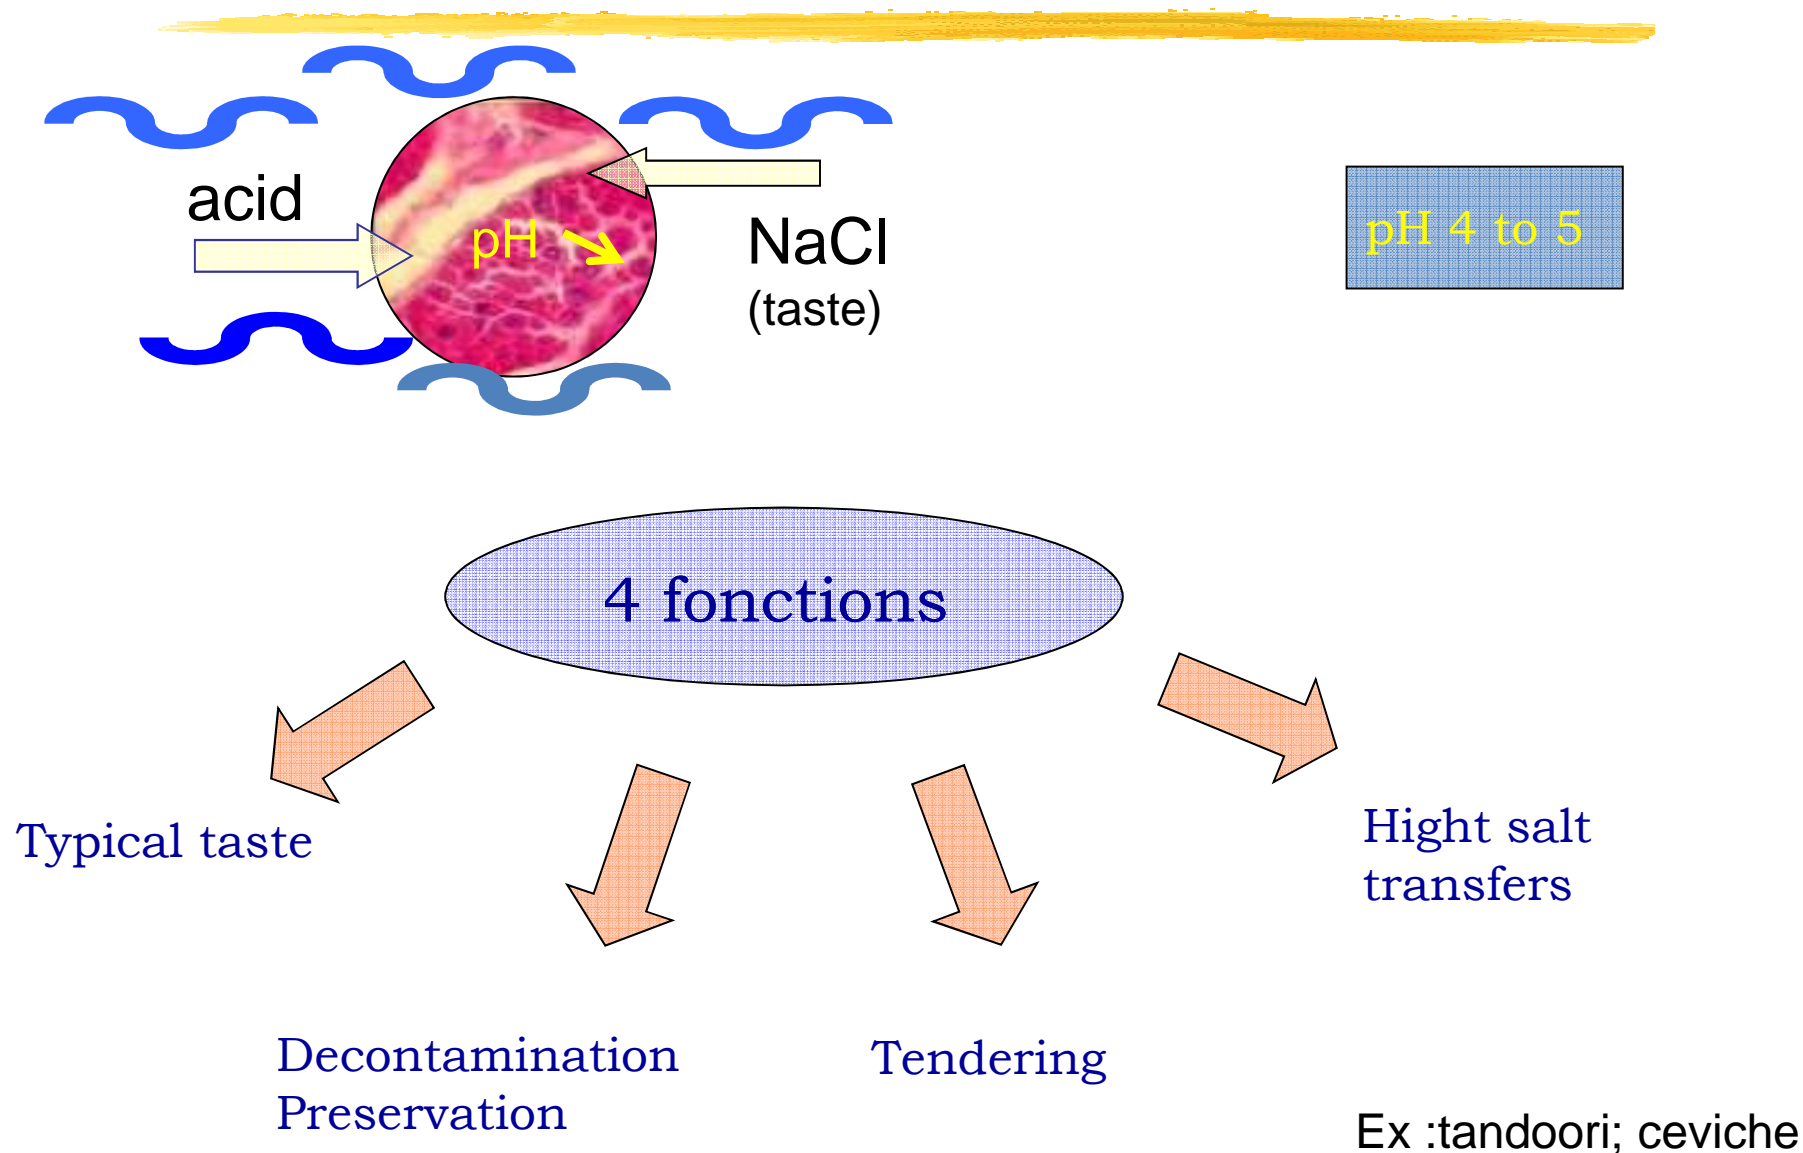 acid
pH
NaCl
(taste)
pH 4 to 5
4 fonctions
Typical taste
Decontamination
Preservation
Tendering
Hight salt
transfers
Ex :tandoori; ceviche